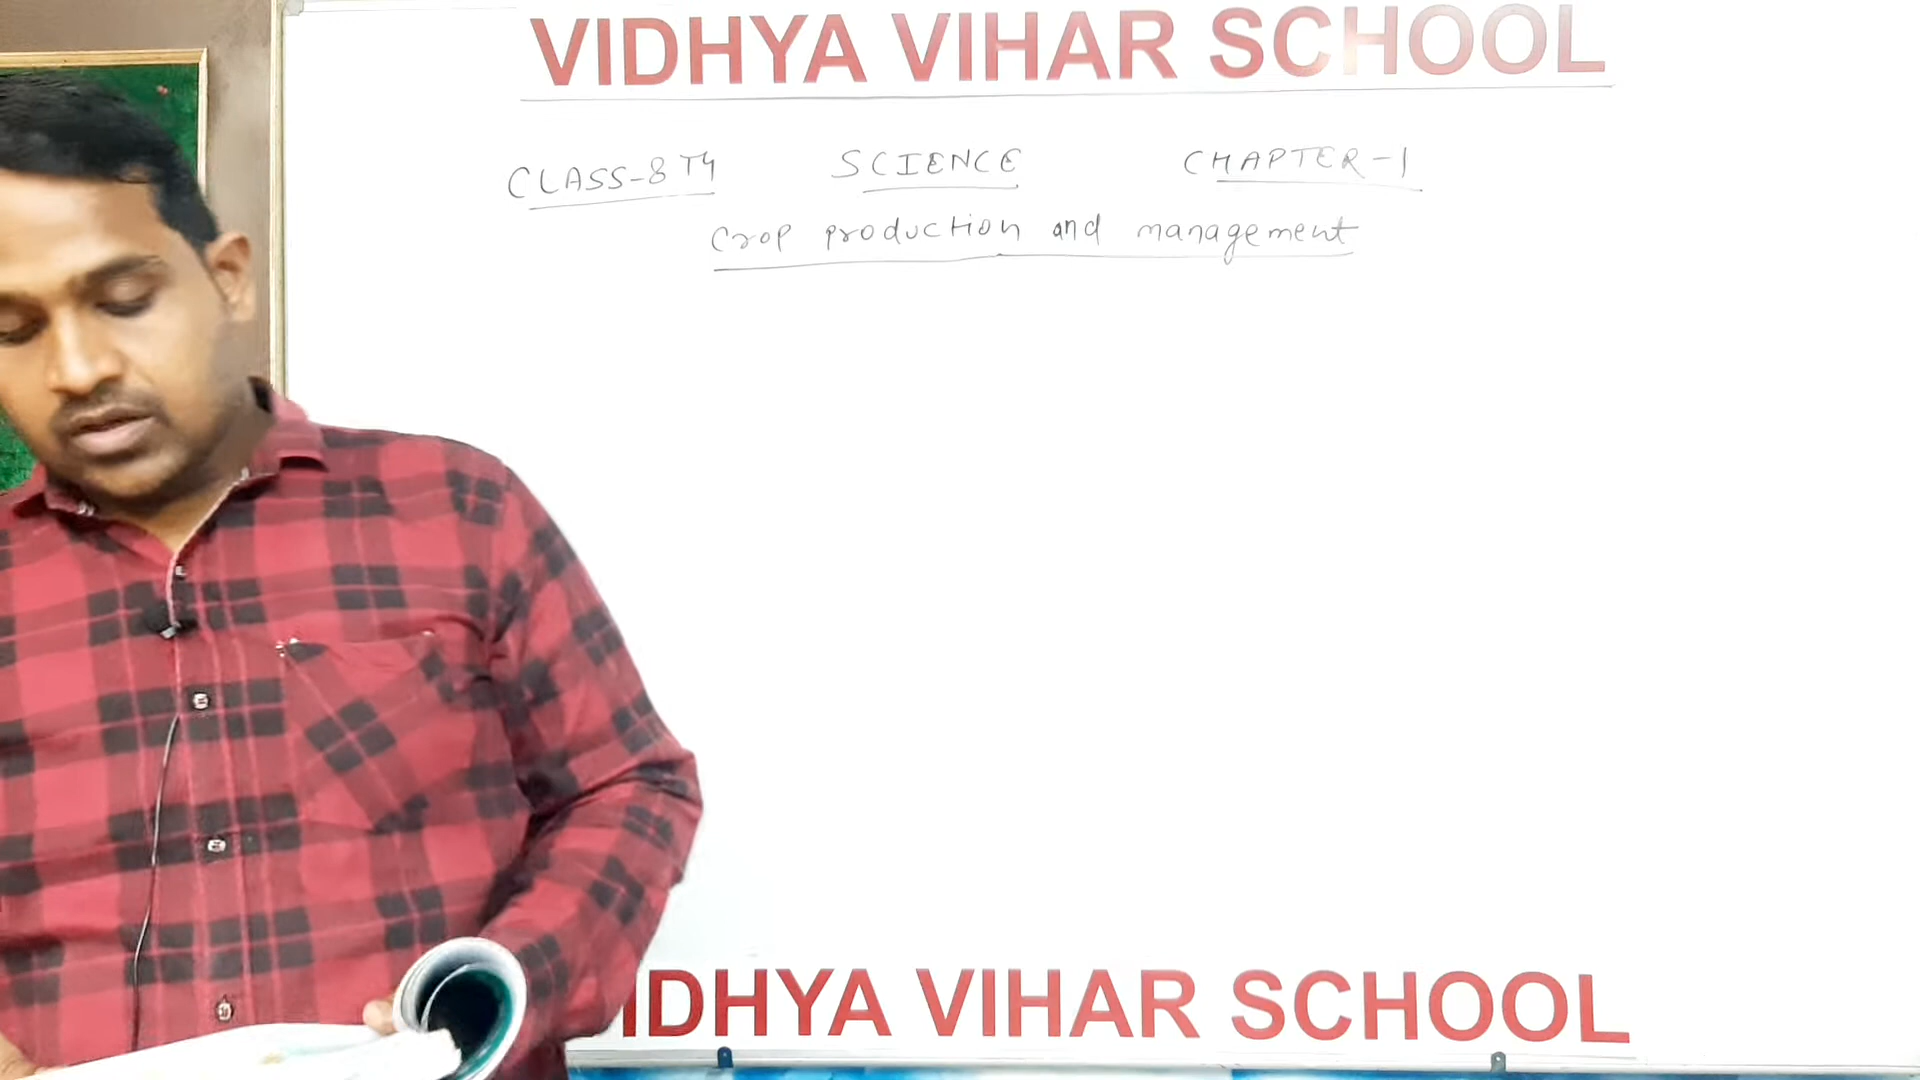 VIDHYA VIHAR SCHOOL
CLASS-8TH SCIENCE CHAPTER-1
Crop production and management
IDHYA VIHAR SCHOOL